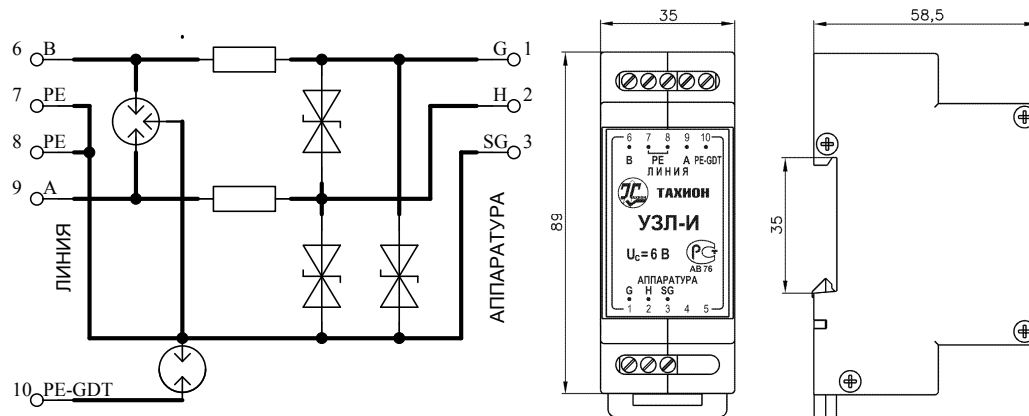 6 B
7 PE
8 PE
9 A
10 PE-GDT
G 1
H 2
SG 3
ЛИНИЯ
АППАРАТУРА
35
89
6 7 8 9 10
B PE A PE-GDT
ЛИНИЯ
ТАХИОН
УЗЛ-И
Uc = 6 В
АВ 76
АППАРАТУРА
G H SG
1 2 3 4 5
58,5
35